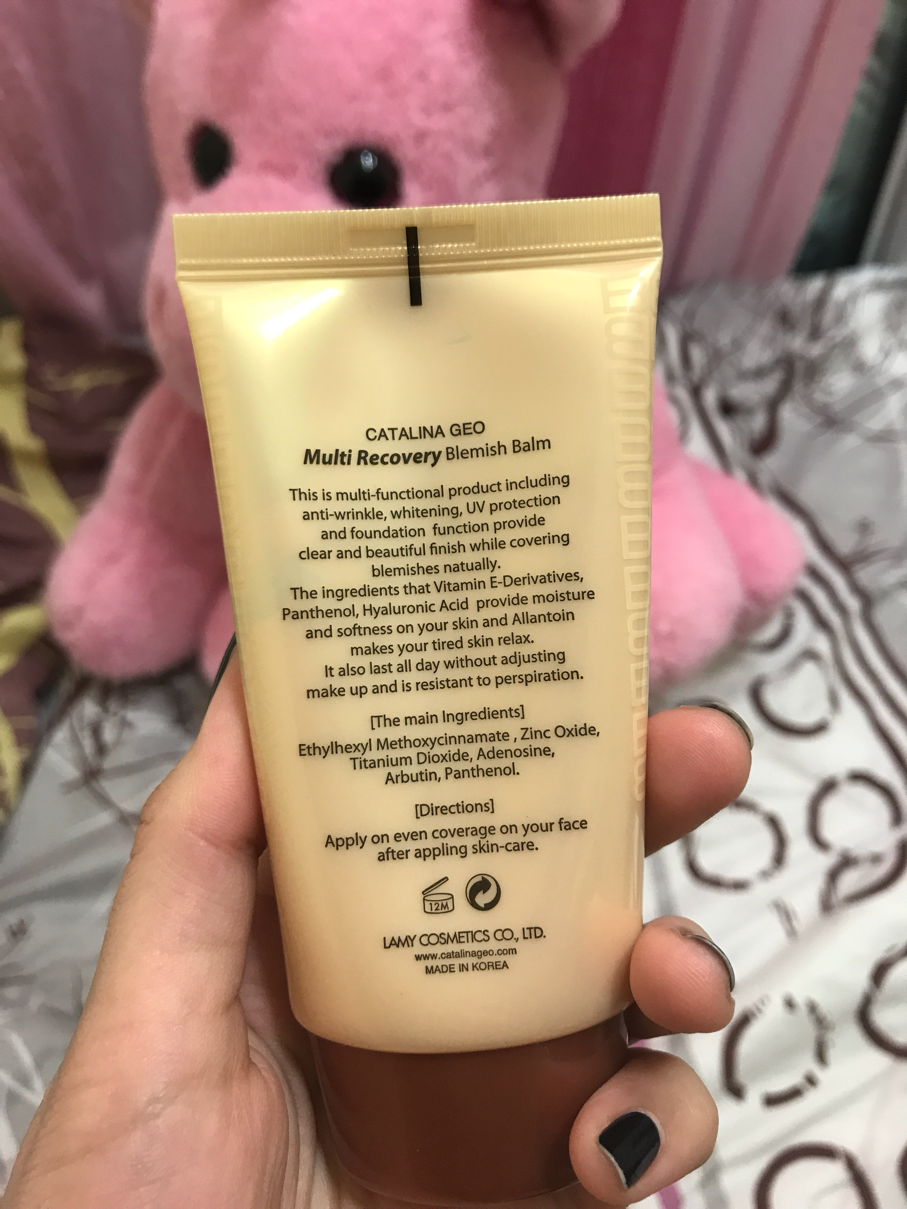 CATALINA GEO
Multi Recovery Blemish Balm
This is multi-functional product including
anti-wrinkle, whitening, UV protection
and foundation function provide
clear and beautiful finish while covering
blemishes natually.
The ingredients that Vitamin E-Derivatives,
Panthenol, Hyaluronic Acid provide moisture
and softness on your skin and Allantoin
makes your tired skin relax.
It also last all day without adjusting
make up and is resistant to perspiration.
[The main Ingredients]
Ethylhexyl Methoxycinnamate , Zinc Oxide,
Titanium Dioxide, Adenosine,
Arbutin, Panthenol.
[Directions]
Apply on even coverage on your face
after appling skin-care.
12M
LAMY COSMETICS CO., LTD.
www.catalinageo.com
MADE IN KOREA